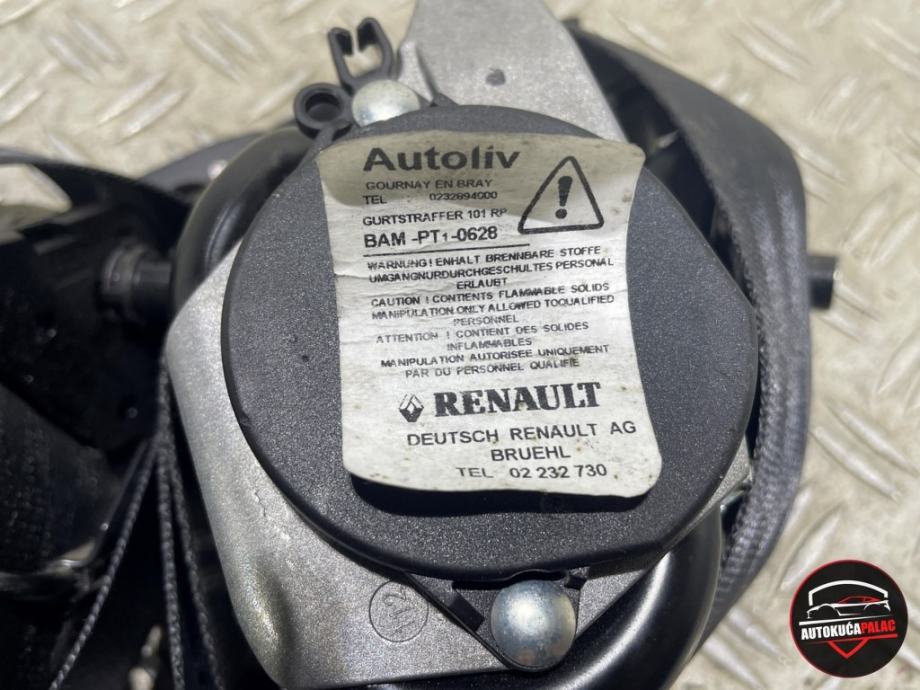 Autoliv
GOURNAY EN BRAY
TEL : 0232894000
GURTSTRAFFER 101 RP
BAM -PT1-0628
WARNUNG! ENHALT BRENNBARE STOFFE
UMGANGNURDURCHGESCHULTES PERSONAL
ERLAUBT
CAUTION ! CONTIENTS FLAMMABLE SOLIDS
MANIPULATION ONLY ALLOWED TOQUALIFIED
PERSONNEL
ATTENTION ! CONTIENT DES SOLIDES
INFLAMMABLES
MANIPULATION AUTORISEE UNIQUEMENT
PAR DU PERSONNEL QUALIFIE
RENAULT
DEUTSCH RENAULT AG
BRUEHL
TEL 02 232 730
AUTOKUĆAPALAC